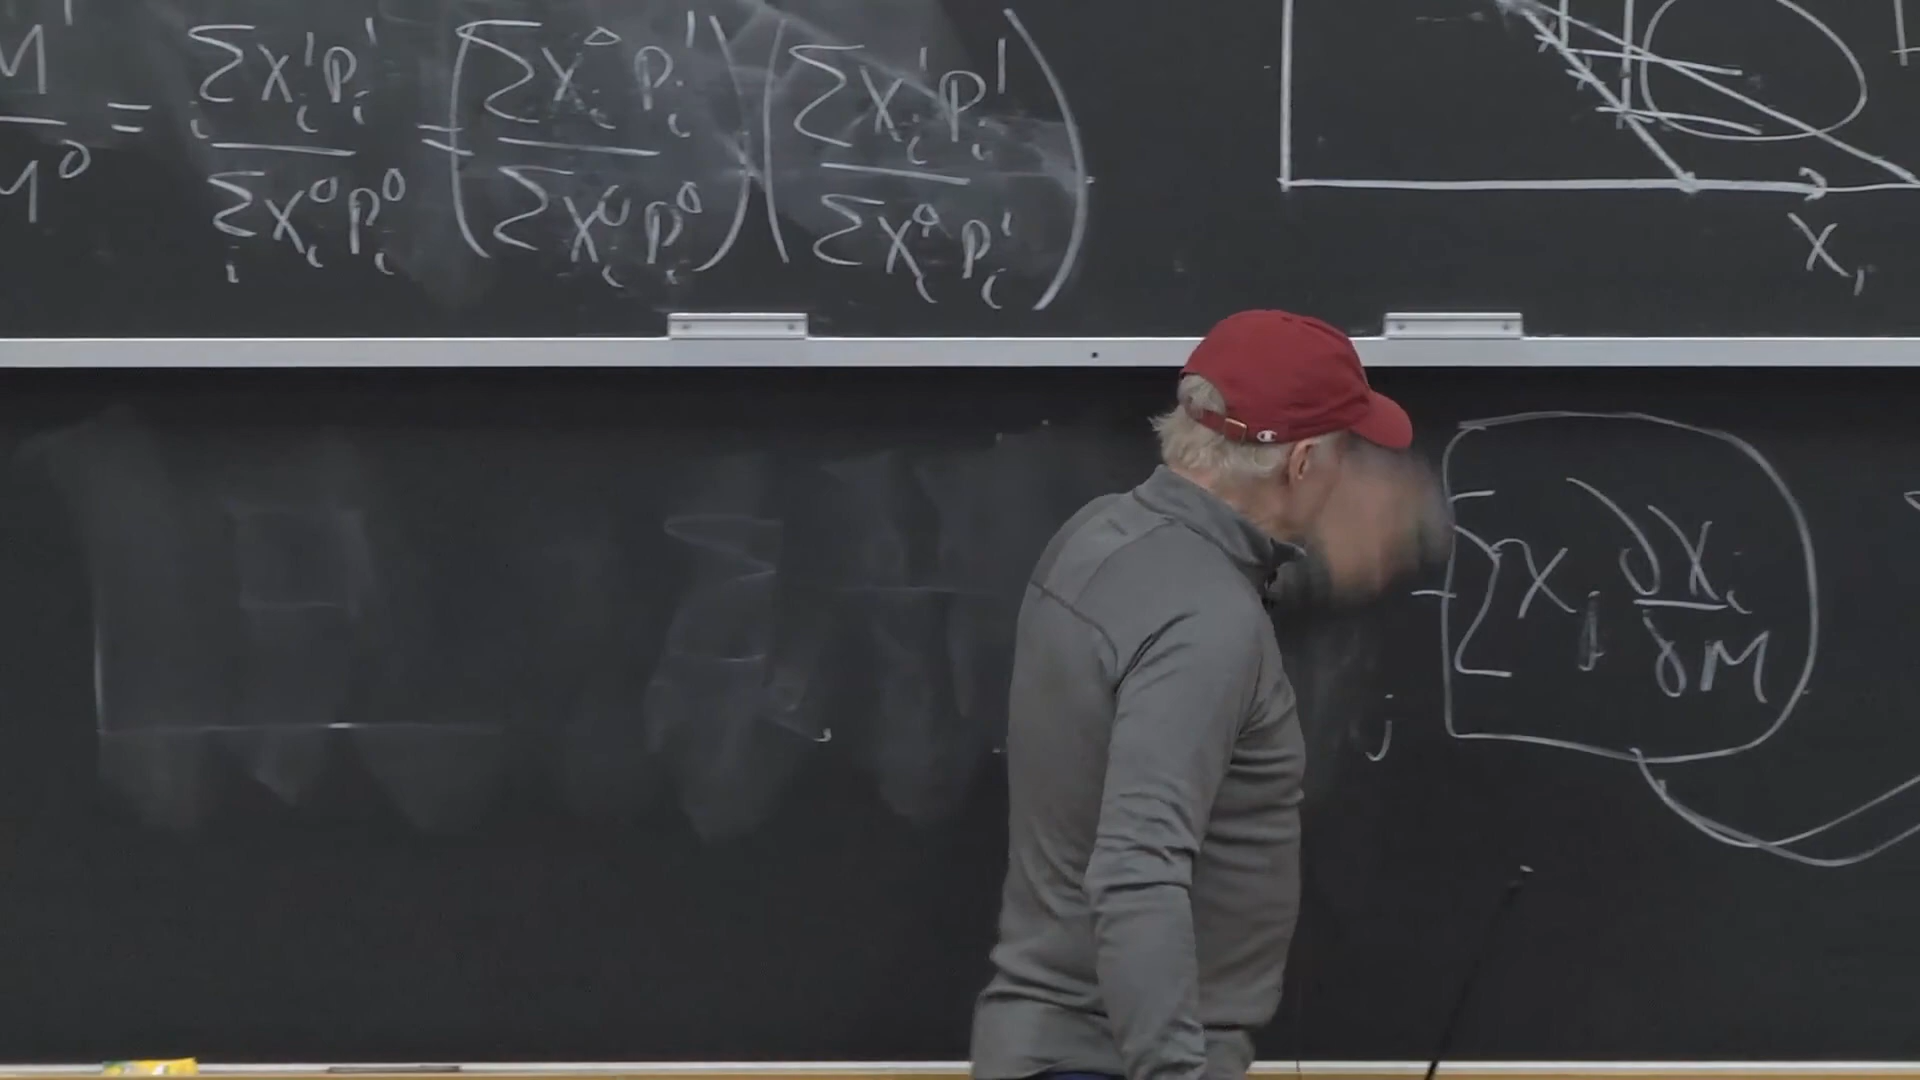 M¹/M⁰ = ∑ᵢ Xᵢ¹Pᵢ¹ / ∑ᵢ Xᵢ⁰Pᵢ⁰ = (∑Xᵢ⁰Pᵢ¹ / ∑Xᵢ⁰Pᵢ⁰) (∑Xᵢ¹Pᵢ¹ / ∑Xᵢ⁰Pᵢ¹)
X₁
- ∑ Xⱼ ∂Xᵢ/∂M
j